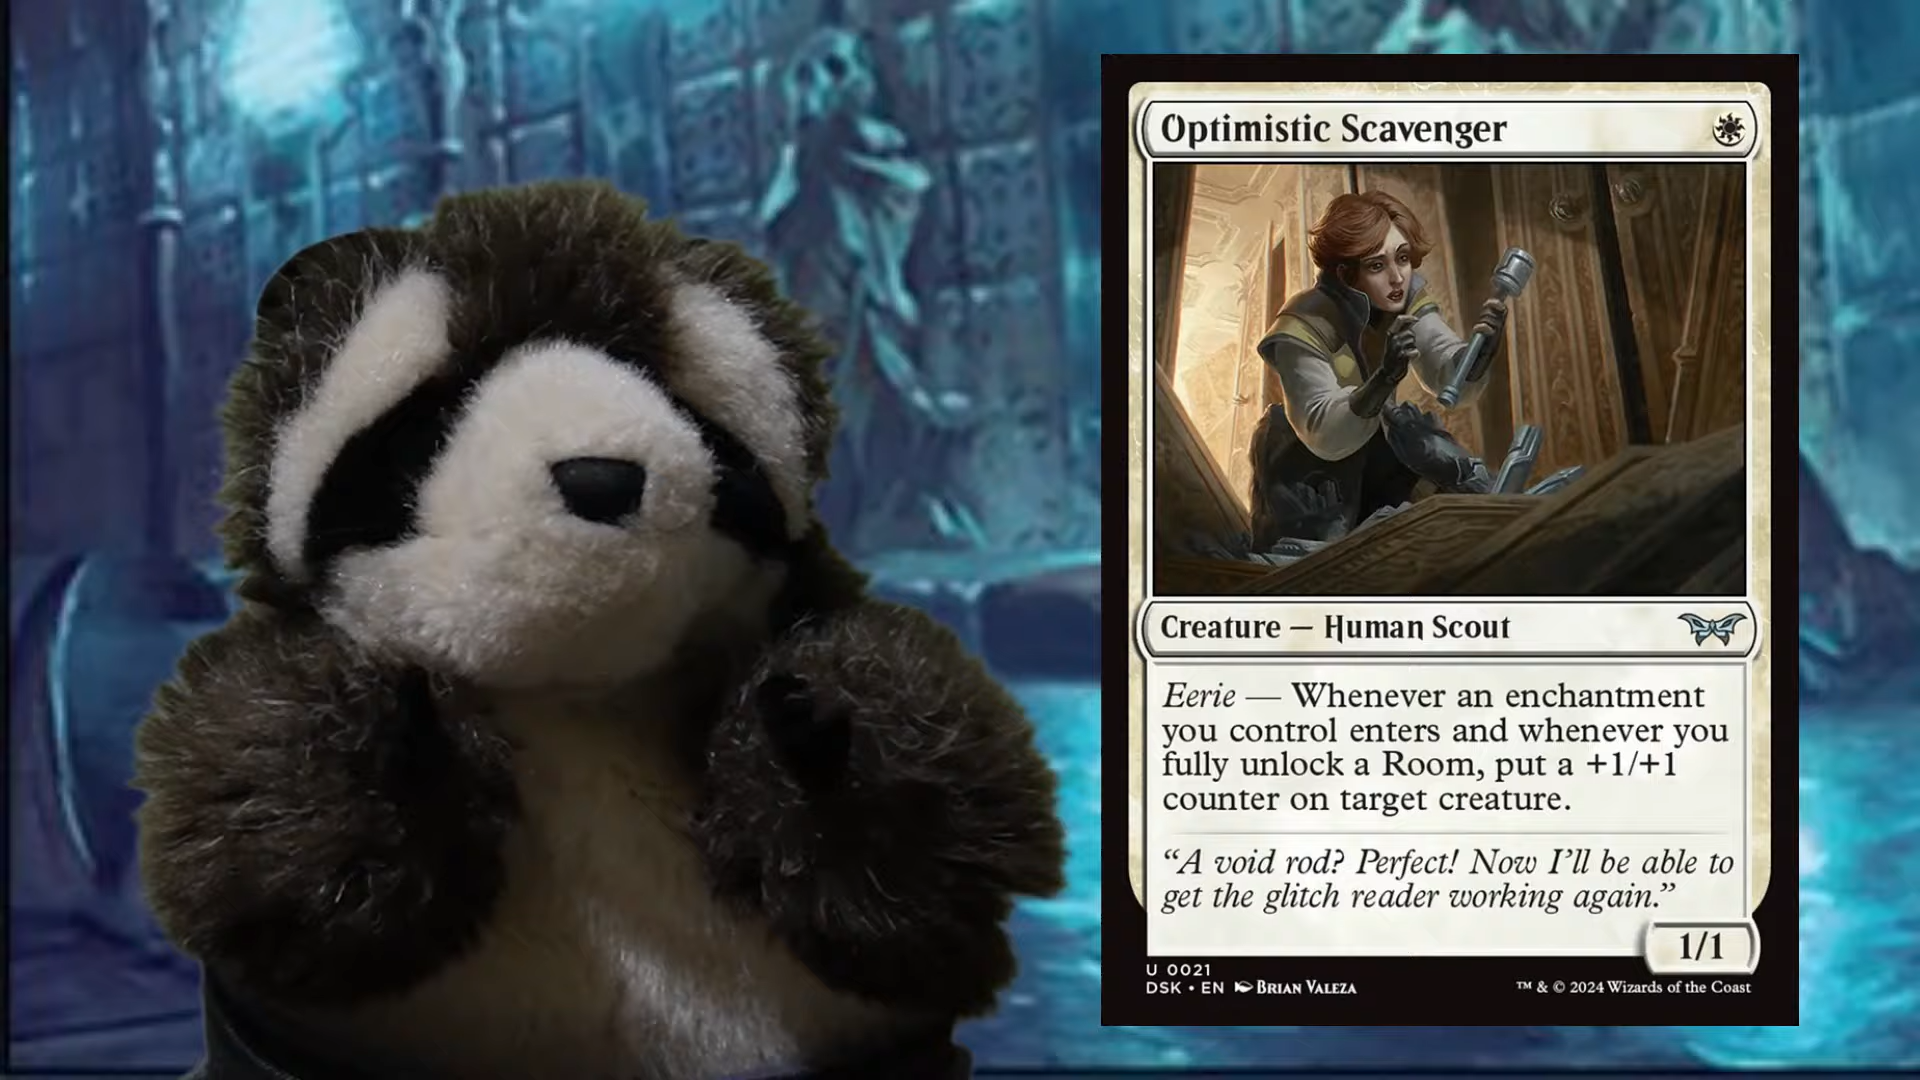 Optimistic Scavenger
Creature — Human Scout
Eerie — Whenever an enchantment
you control enters and whenever you
fully unlock a Room, put a +1/+1
counter on target creature.
“A void rod? Perfect! Now I’ll be able to
get the glitch reader working again.”
1/1
U 0021
DSK • EN BRIAN VALEZA
™ & © 2024 Wizards of the Coast